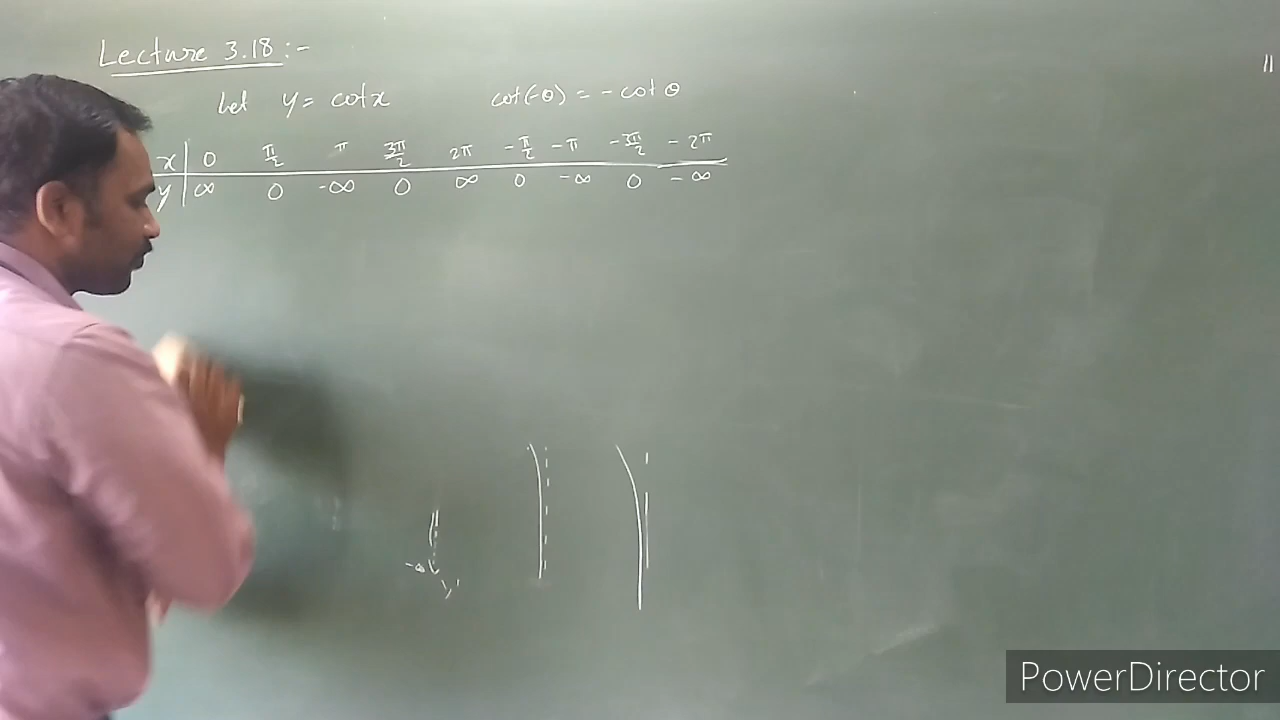 Lecture 3.18:-
Let y = cot x cot(-θ) = - cot θ
x 0 π/2 π 3π/2 2π -π/2 -π -3π/2 -2π
y ∞ 0 -∞ 0 ∞ 0 -∞ 0 -∞
-∞
y'
PowerDirector